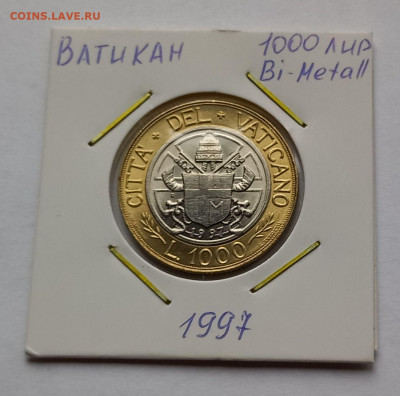 COINS.LAVE.RU
ВАТИКАН
1000 ЛИР
Bi-Metall
CITTA' DEL VATICANO
1997
L. 1000
1997